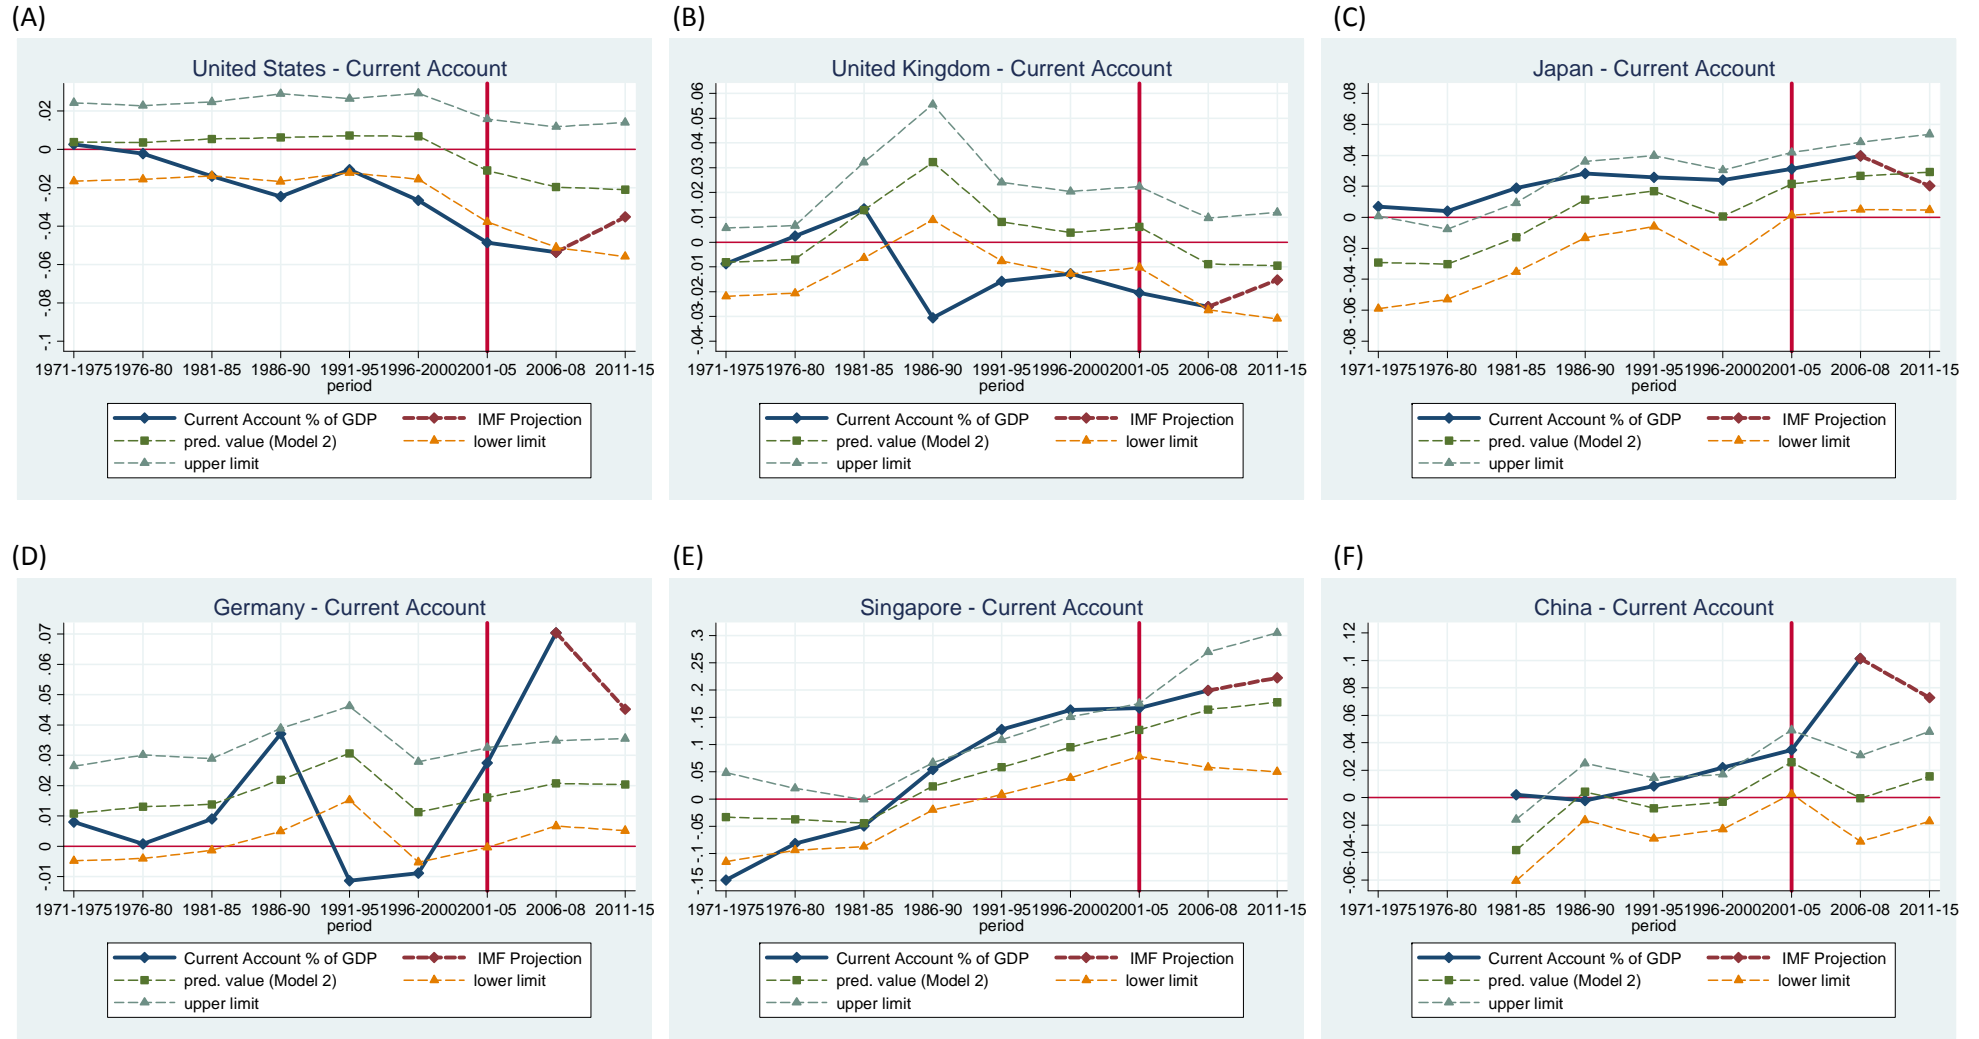 (A)
United States - Current Account
.02
0
-.02
-.04
-.06
-.08
-.1
1971-1975 1976-80 1981-85 1986-90 1991-95 1996-2000 2001-05 2006-08 2011-15
period
Current Account % of GDP IMF Projection
pred. value (Model 2) lower limit
upper limit
(B)
United Kingdom - Current Account
.06
.05
.04
.03
.02
.01
0
-.01
-.02
-.03
-.04
1971-1975 1976-80 1981-85 1986-90 1991-95 1996-2000 2001-05 2006-08 2011-15
period
Current Account % of GDP IMF Projection
pred. value (Model 2) lower limit
upper limit
(C)
Japan - Current Account
.08
.06
.04
.02
0
-.02
-.04
-.06
-.08
1971-1975 1976-80 1981-85 1986-90 1991-95 1996-2000 2001-05 2006-08 2011-15
period
Current Account % of GDP IMF Projection
pred. value (Model 2) lower limit
upper limit
(D)
Germany - Current Account
.07
.06
.05
.04
.03
.02
.01
0
-.01
1971-1975 1976-80 1981-85 1986-90 1991-95 1996-2000 2001-05 2006-08 2011-15
period
Current Account % of GDP IMF Projection
pred. value (Model 2) lower limit
upper limit
(E)
Singapore - Current Account
.3
.25
.2
.15
.1
.05
0
-.05
-.1
-.15
1971-1975 1976-80 1981-85 1986-90 1991-95 1996-2000 2001-05 2006-08 2011-15
period
Current Account % of GDP IMF Projection
pred. value (Model 2) lower limit
upper limit
(F)
China - Current Account
.12
.1
.08
.06
.04
.02
0
-.02
-.04
-.06
1971-1975 1976-80 1981-85 1986-90 1991-95 1996-2000 2001-05 2006-08 2011-15
period
Current Account % of GDP IMF Projection
pred. value (Model 2) lower limit
upper limit